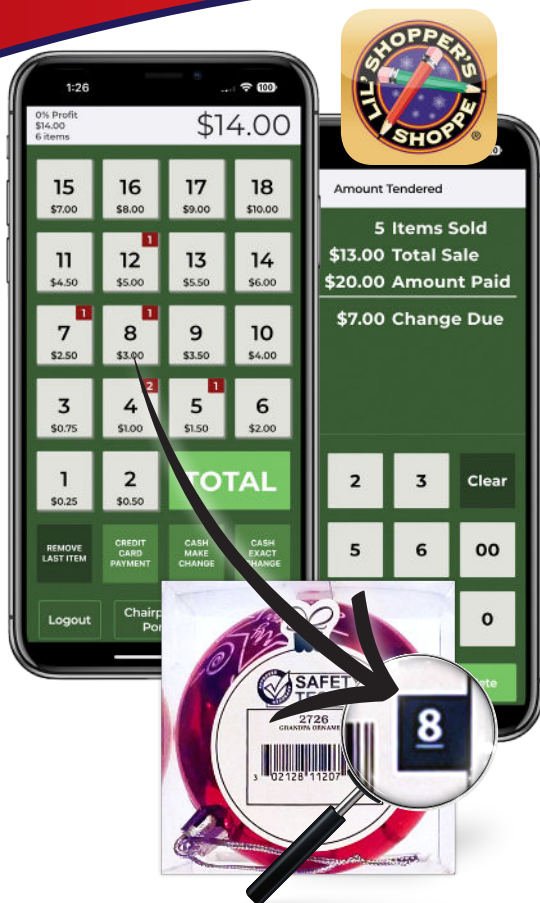 LIL' SHOPPER'S
SHOPPE ®
1:26
100
0% Profit
$14.00
6 items
$14.00
15 16 17 18
$7.00 $8.00 $9.00 $10.00
1
11 12 13 14
$4.50 $5.00 $5.50 $6.00
1 1
7 8 9 10
$2.50 $3.00 $3.50 $4.00
2 1
3 4 5 6
$0.75 $1.00 $1.50 $2.00
1 2 TOTAL
$0.25 $0.50
REMOVE
LAST ITEM
CREDIT
CARD
PAYMENT
CASH
MAKE
CHANGE
CASH
EXACT
CHANGE
Logout
Amount Tendered
5 Items Sold
$13.00 Total Sale
$20.00 Amount Paid
$7.00 Change Due
2 3 Clear
5 6 00
0
SAFETY
2726
GRANDPA
3 02128 11207
8